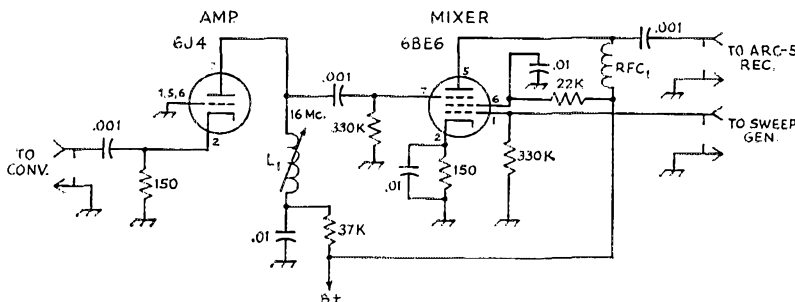 AMP.
6J4
MIXER
6BE6
.001
5
.01
TO ARC-5
REC.
RFC₁
1,5,6
.001
7
6
22K
16 Mc.
330K
1
TO SWEEP
GEN.
.001
2
2
TO
CONV.
L₁
330K
150
.01
150
.01
37K
B+